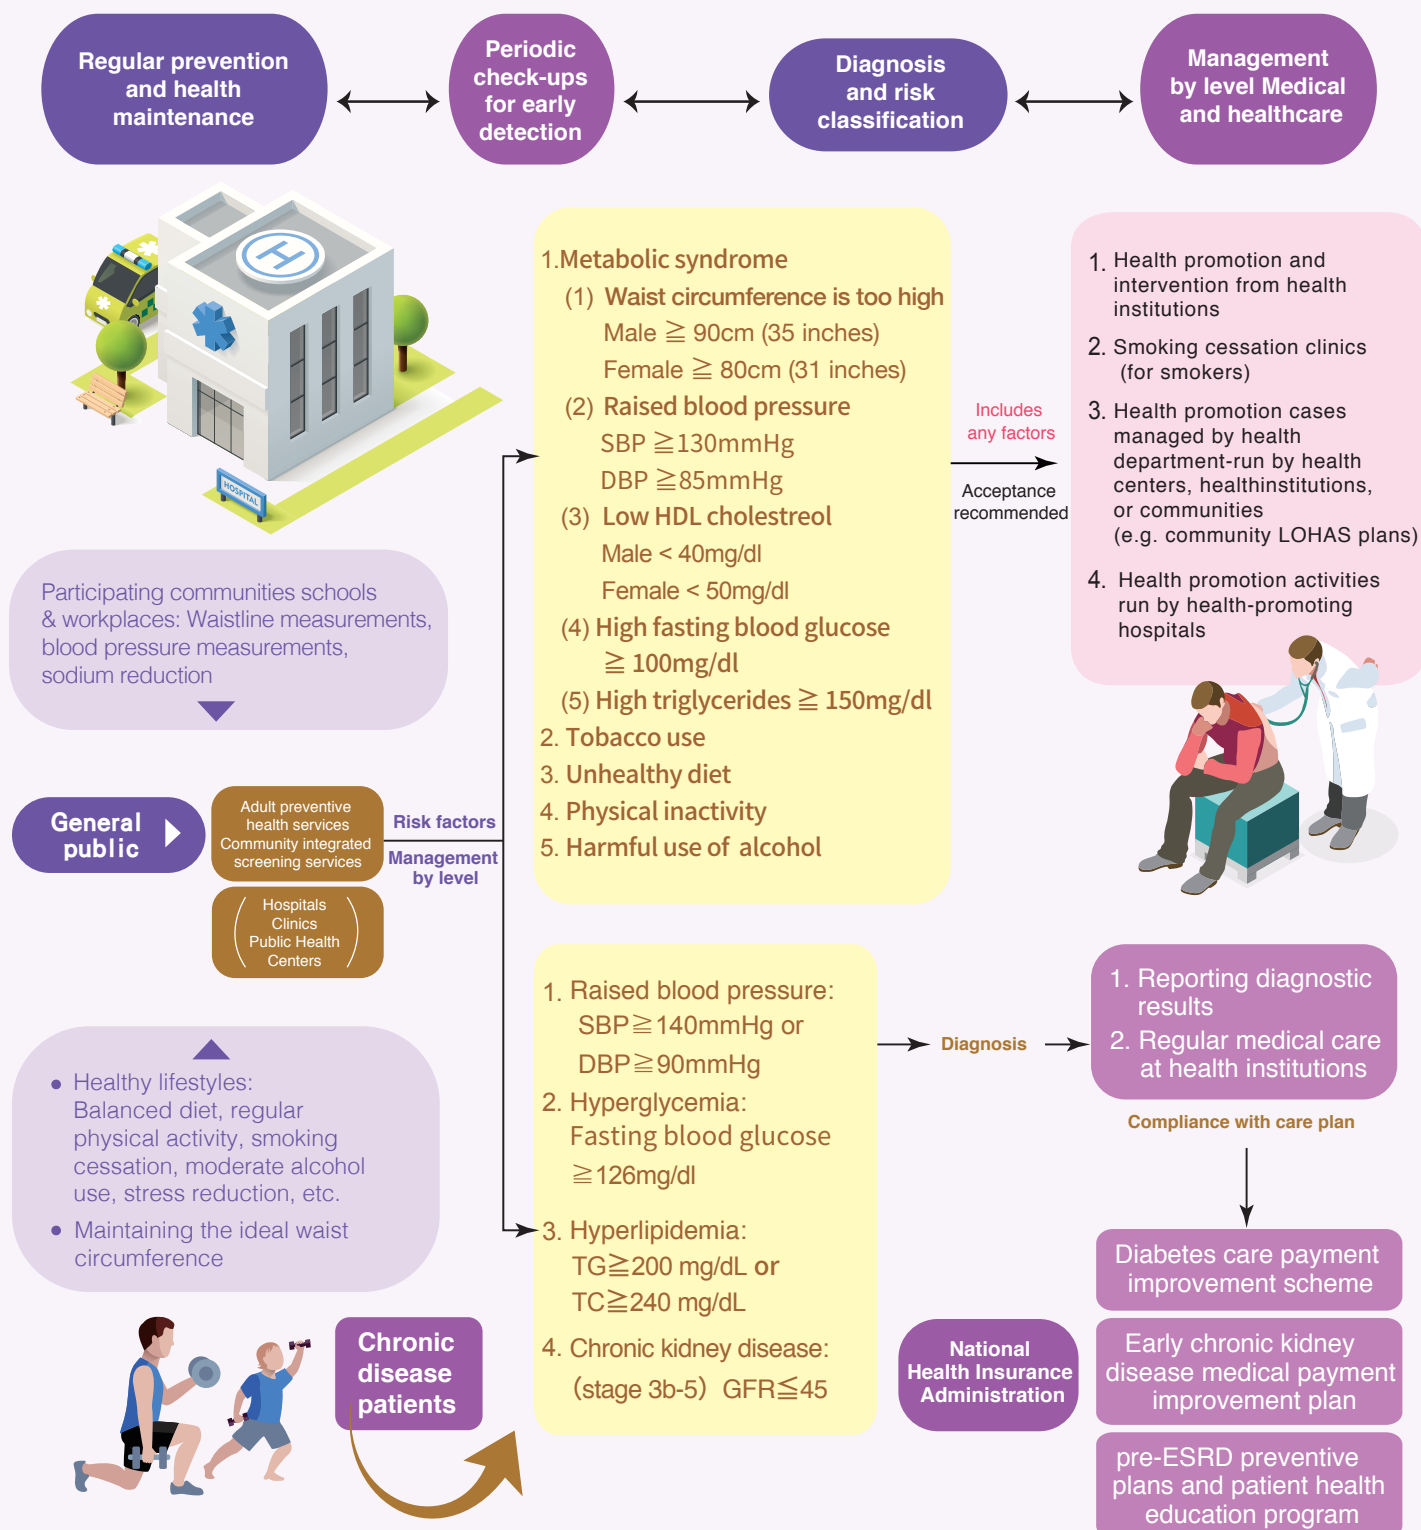 Regular prevention
and health
maintenance
Periodic
check-ups
for early
detection
Diagnosis
and risk
classification
Management
by level Medical
and healthcare
H
HOSPITAL
Participating communities schools
& workplaces: Waistline measurements,
blood pressure measurements,
sodium reduction
General
public
Adult preventive
health services
Community integrated
screening services
Hospitals
Clinics
Public Health
Centers
Risk factors
Management
by level
• Healthy lifestyles:
Balanced diet, regular
physical activity, smoking
cessation, moderate alcohol
use, stress reduction, etc.
• Maintaining the ideal waist
circumference
Chronic
disease
patients
1.Metabolic syndrome
(1) Waist circumference is too high
Male ≧ 90cm (35 inches)
Female ≧ 80cm (31 inches)
(2) Raised blood pressure
SBP ≧130mmHg
DBP ≧85mmHg
(3) Low HDL cholestreol
Male < 40mg/dl
Female < 50mg/dl
(4) High fasting blood glucose
≧ 100mg/dl
(5) High triglycerides ≧ 150mg/dl
2. Tobacco use
3. Unhealthy diet
4. Physical inactivity
5. Harmful use of alcohol
Includes
any factors
Acceptance
recommended
1. Health promotion and
intervention from health
institutions
2. Smoking cessation clinics
(for smokers)
3. Health promotion cases
managed by health
department-run by health
centers, healthinstitutions,
or communities
(e.g. community LOHAS plans)
4. Health promotion activities
run by health-promoting
hospitals
1. Raised blood pressure:
SBP≧140mmHg or
DBP≧90mmHg
2. Hyperglycemia:
Fasting blood glucose
≧126mg/dl
3. Hyperlipidemia:
TG≧200 mg/dL or
TC≧240 mg/dL
4. Chronic kidney disease:
(stage 3b-5) GFR≦45
Diagnosis
1. Reporting diagnostic
results
2. Regular medical care
at health institutions
Compliance with care plan
National
Health Insurance
Administration
Diabetes care payment
improvement scheme
Early chronic kidney
disease medical payment
improvement plan
pre-ESRD preventive
plans and patient health
education program